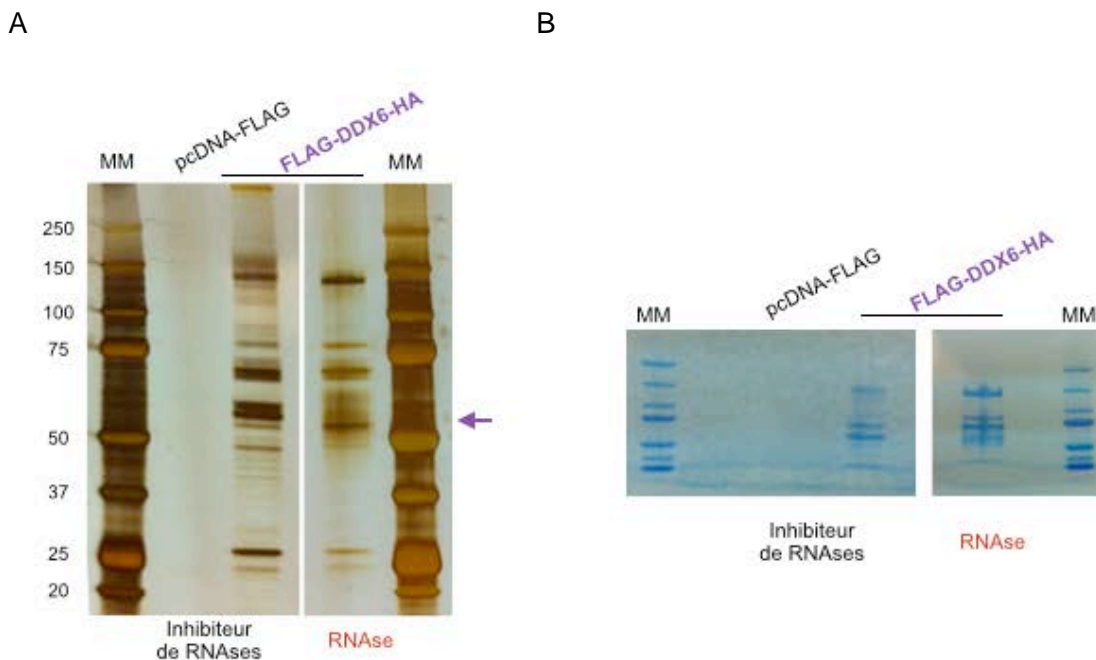 A
B
MM
pcDNA-FLAG
FLAG-DDX6-HA
MM
250
150
100
75
50
37
25
20
Inhibiteur
de RNAses
RNAse
MM
pcDNA-FLAG
FLAG-DDX6-HA
MM
Inhibiteur
de RNAses
RNAse